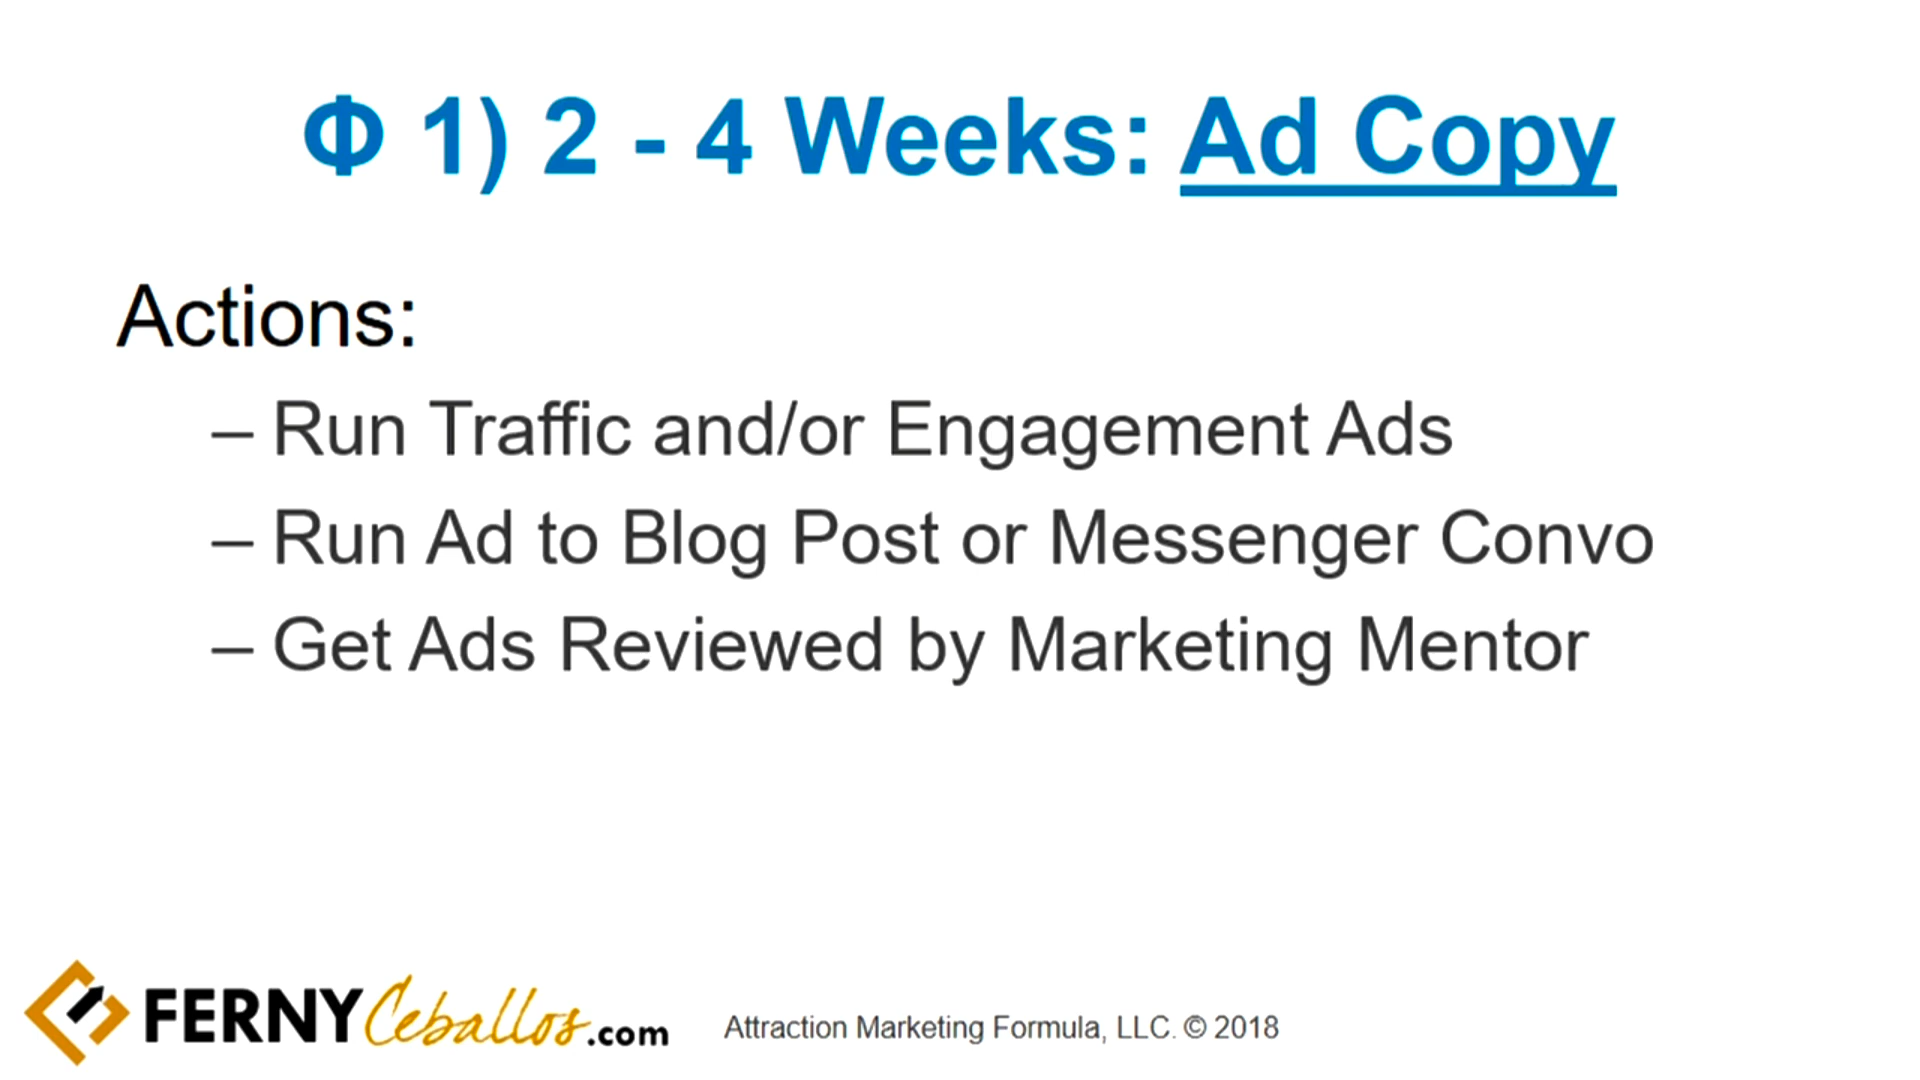 Φ 1) 2 - 4 Weeks: Ad Copy
Actions:
– Run Traffic and/or Engagement Ads
– Run Ad to Blog Post or Messenger Convo
– Get Ads Reviewed by Marketing Mentor
FERNY Ceballos .com
Attraction Marketing Formula, LLC. © 2018